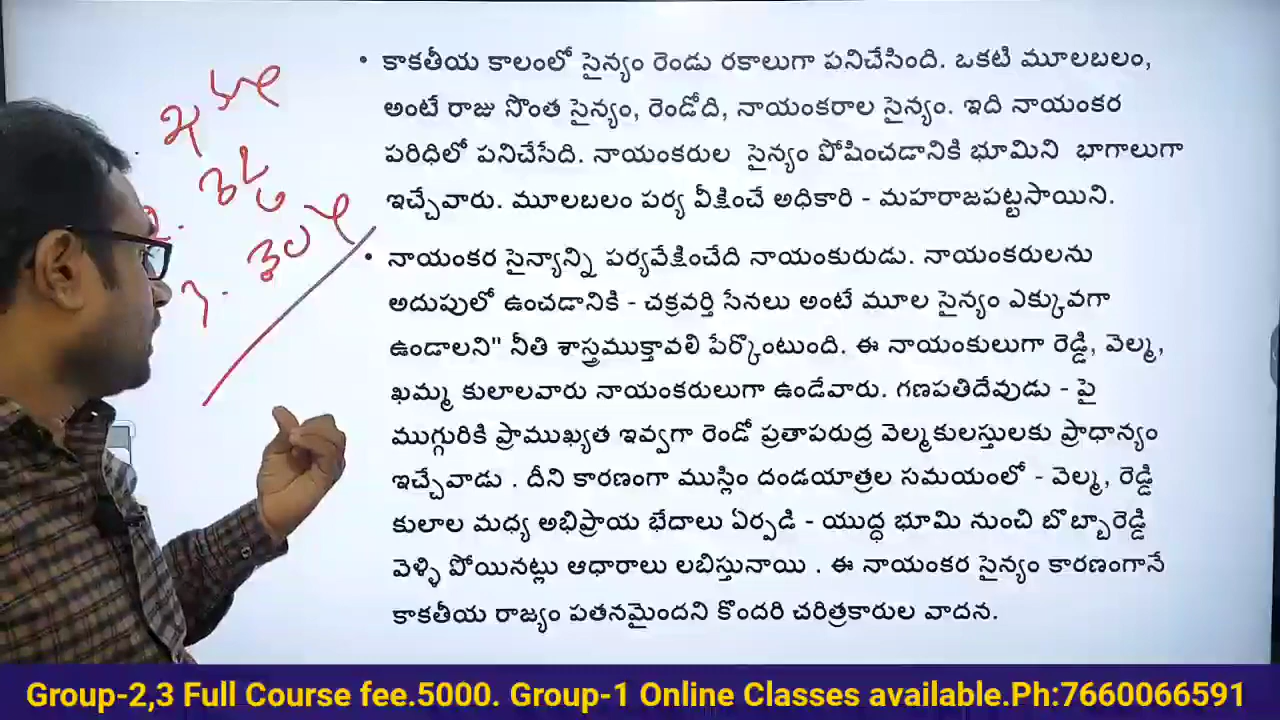 • కాకతీయ కాలంలో సైన్యం రెండు రకాలుగా పనిచేసింది. ఒకటి మూలబలం,
అంటే రాజు సొంత సైన్యం, రెండోది, నాయంకరాల సైన్యం. ఇది నాయంకర
పరిధిలో పనిచేసేది. నాయంకరుల సైన్యం పోషించడానికి భూమిని భాగాలుగా
ఇచ్చేవారు. మూలబలం పర్య వీక్షించే అధికారి - మహరాజపట్టసాయిని.
• నాయంకర సైన్యాన్ని పర్యవేక్షించేది నాయంకురుడు. నాయంకరులను
అదుపులో ఉంచడానికి - చక్రవర్తి సేనలు అంటే మూల సైన్యం ఎక్కువగా
ఉండాలని" నీతి శాస్త్రముక్తావలి పేర్కొంటుంది. ఈ నాయంకులుగా రెడ్డి, వెల్మ,
ఖమ్మ కులాలవారు నాయంకరులుగా ఉండేవారు. గణపతిదేవుడు - పై
ముగ్గురికి ప్రాముఖ్యత ఇవ్వగా రెండో ప్రతాపరుద్ర వెల్మకులస్తులకు ప్రాధాన్యం
ఇచ్చేవాడు . దీని కారణంగా ముస్లిం దండయాత్రల సమయంలో - వెల్మ, రెడ్డి
కులాల మధ్య అభిప్రాయ భేదాలు ఏర్పడి - యుద్ధ భూమి నుంచి బొబ్బారెడ్డి
వెళ్ళి పోయినట్లు ఆధారాలు లబిస్తునాయి . ఈ నాయంకర సైన్యం కారణంగానే
కాకతీయ రాజ్యం పతనమైందని కొందరి చరిత్రకారుల వాదన.
Group-2,3 Full Course fee.5000. Group-1 Online Classes available.Ph:7660066591